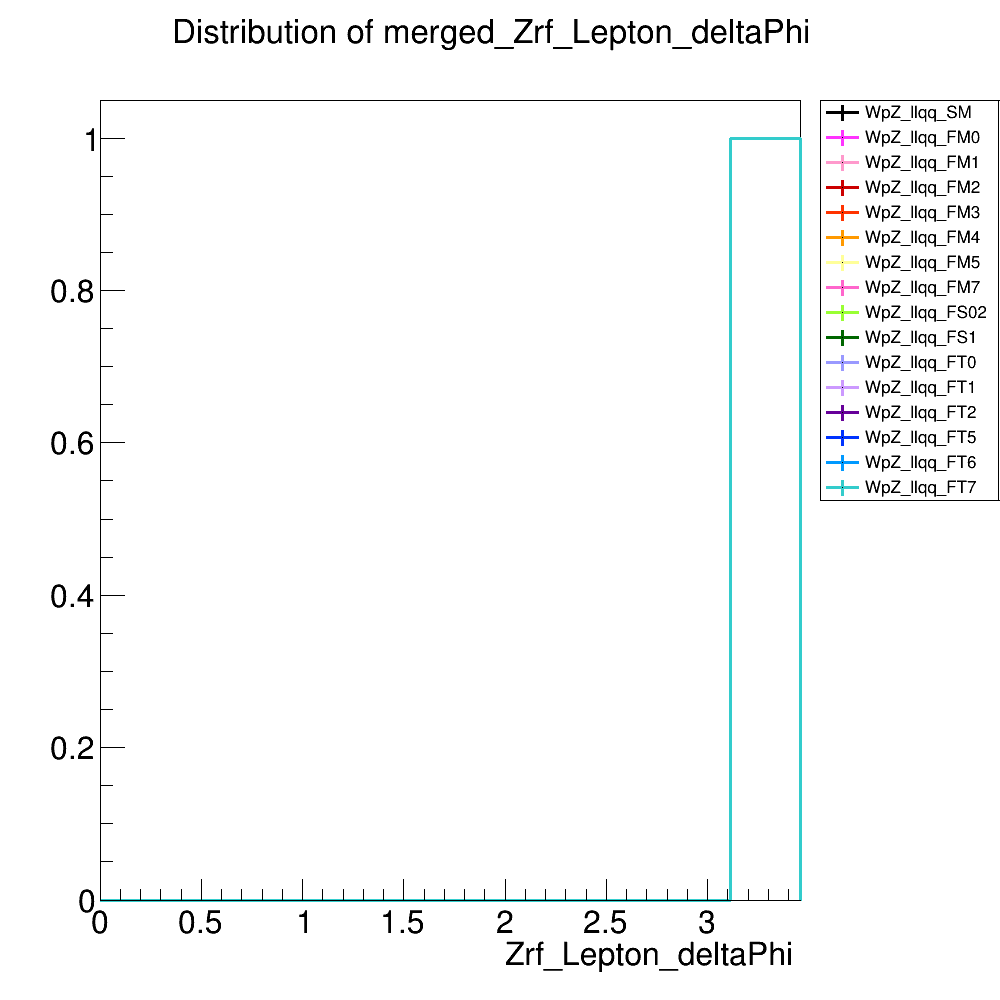 Distribution of merged_Zrf_Lepton_deltaPhi
1
0.8
0.6
0.4
0.2
0
0 0.5 1 1.5 2 2.5 3
Zrf_Lepton_deltaPhi
WpZ_llqq_SM
WpZ_llqq_FM0
WpZ_llqq_FM1
WpZ_llqq_FM2
WpZ_llqq_FM3
WpZ_llqq_FM4
WpZ_llqq_FM5
WpZ_llqq_FM7
WpZ_llqq_FS02
WpZ_llqq_FS1
WpZ_llqq_FT0
WpZ_llqq_FT1
WpZ_llqq_FT2
WpZ_llqq_FT5
WpZ_llqq_FT6
WpZ_llqq_FT7